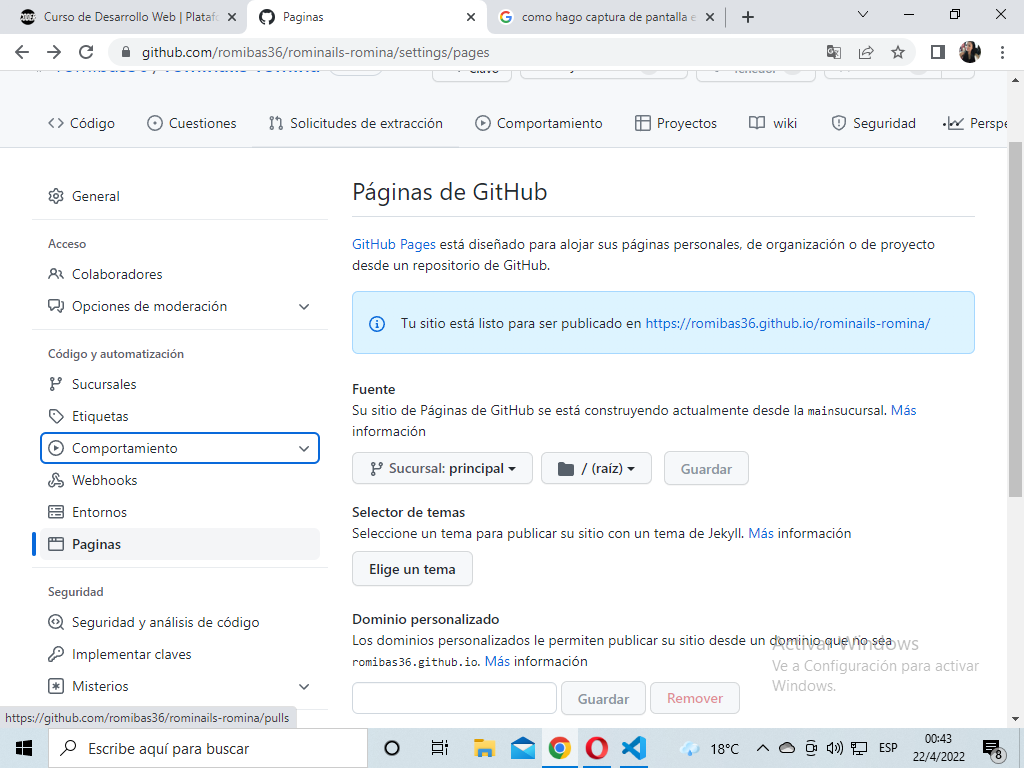 Curso de Desarrollo Web | Plataf
Paginas
como hago captura de pantalla e
github.com/romibas36/rominails-romina/settings/pages
Código
Cuestiones
Solicitudes de extracción
Comportamiento
Proyectos
wiki
Seguridad
Perspe
General
Acceso
Colaboradores
Opciones de moderación
Código y automatización
Sucursales
Etiquetas
Comportamiento
Webhooks
Entornos
Paginas
Seguridad
Seguridad y análisis de código
Implementar claves
Misterios
Páginas de GitHub
GitHub Pages está diseñado para alojar sus páginas personales, de organización o de proyecto
desde un repositorio de GitHub.
Tu sitio está listo para ser publicado en https://romibas36.github.io/rominails-romina/
Fuente
Su sitio de Páginas de GitHub se está construyendo actualmente desde la mainsucursal. Más
información
Sucursal: principal
/ (raíz)
Guardar
Selector de temas
Seleccione un tema para publicar su sitio con un tema de Jekyll. Más información
Elige un tema
Dominio personalizado
Los dominios personalizados le permiten publicar su sitio desde un dominio que no sea
romibas36.github.io. Más información
Guardar
Remover
Activar Windows
Ve a Configuración para activar
Windows.
https://github.com/romibas36/rominails-romina/pulls
Escribe aquí para buscar
18°C
ESP
00:43
22/4/2022
8